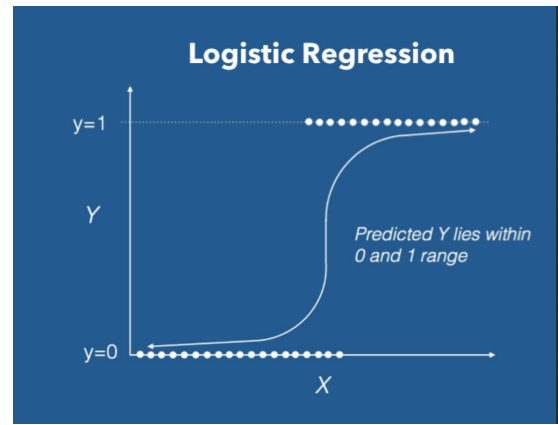 Logistic Regression
y=1
Y
Predicted Y lies within
0 and 1 range
y=0
X